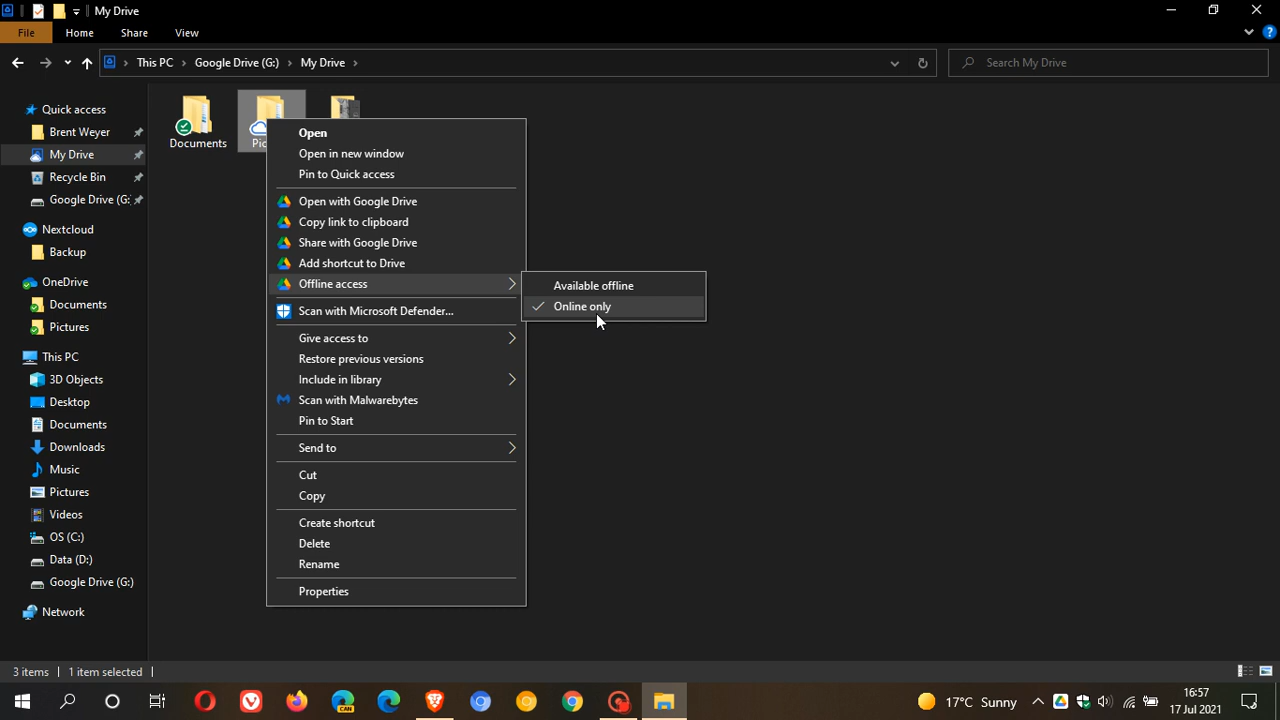 My Drive
File Home Share View
This PC Google Drive (G:) My Drive
Search My Drive
Quick access
Brent Weyer
My Drive
Recycle Bin
Google Drive (G:
Nextcloud
Backup
OneDrive
Documents
Pictures
This PC
3D Objects
Desktop
Documents
Downloads
Music
Pictures
Videos
OS (C:)
Data (D:)
Google Drive (G:)
Network
Documents
Pic
Open
Open in new window
Pin to Quick access
Open with Google Drive
Copy link to clipboard
Share with Google Drive
Add shortcut to Drive
Offline access
Scan with Microsoft Defender...
Give access to
Restore previous versions
Include in library
Scan with Malwarebytes
Pin to Start
Send to
Cut
Copy
Create shortcut
Delete
Rename
Properties
Available offline
Online only
3 items 1 item selected
CAN
17°C Sunny
16:57
17 Jul 2021